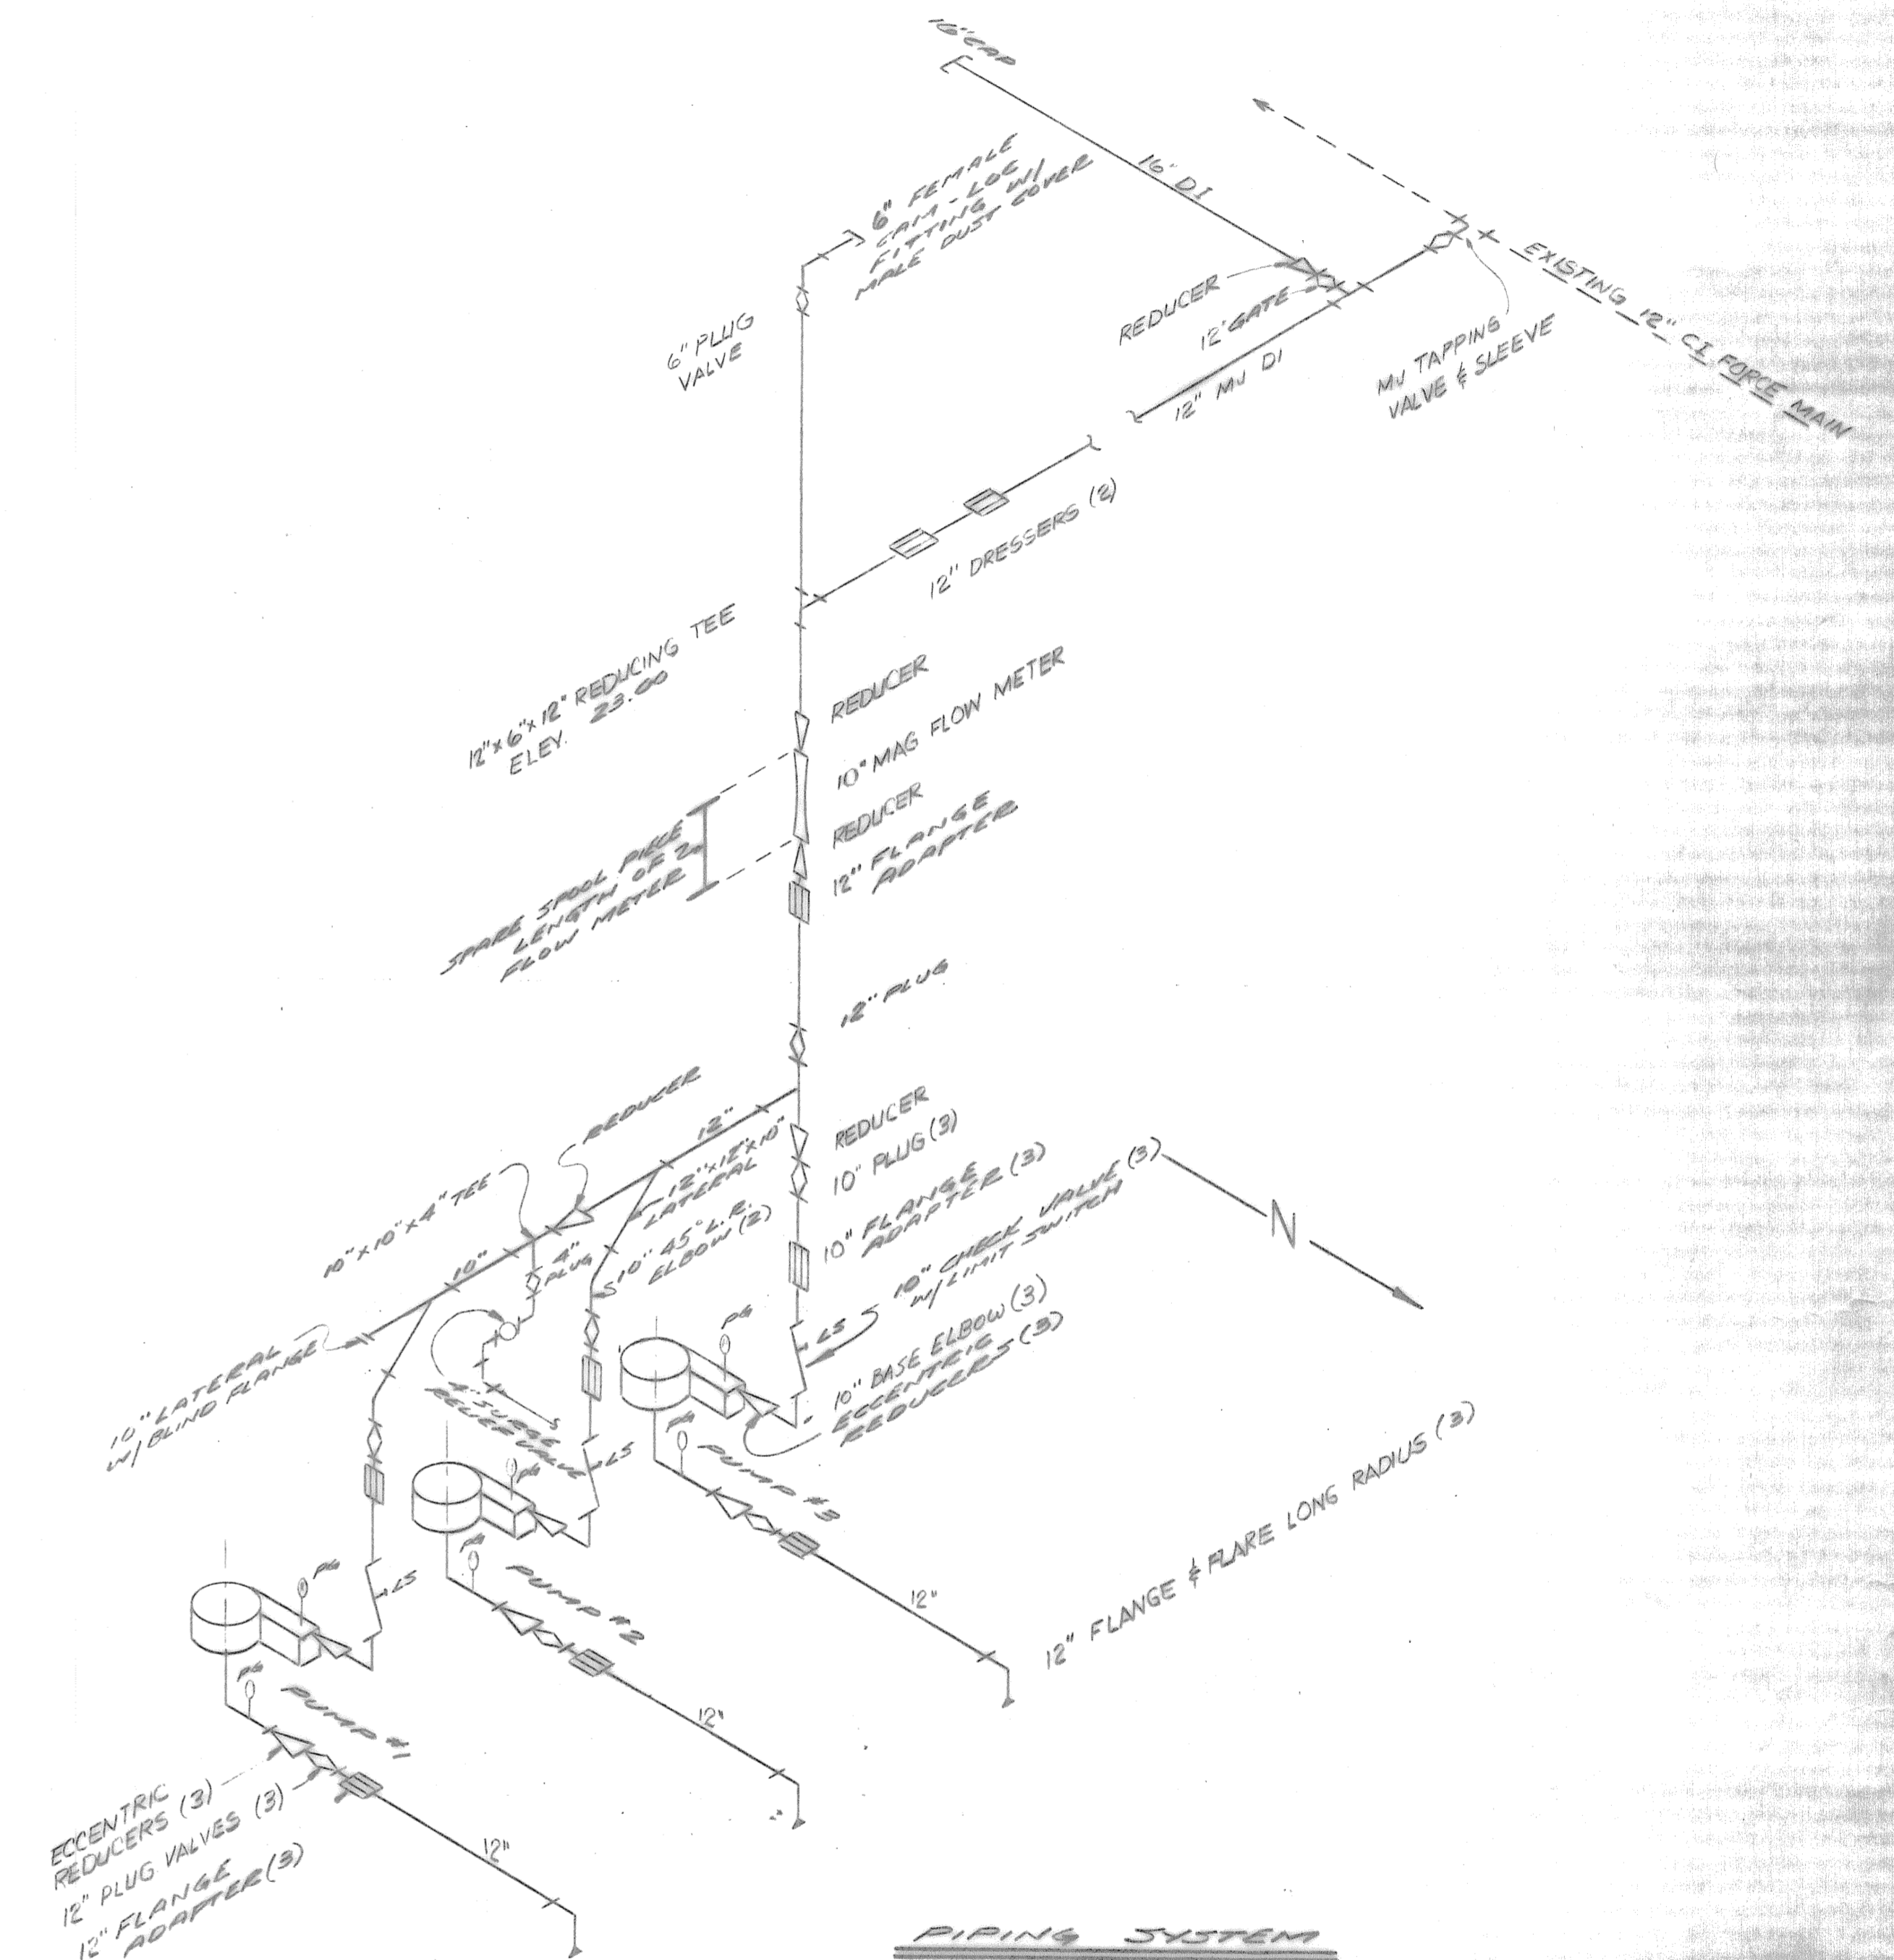 16" CAP
16" DI
6" FEMALE
CAM-LOC
FITTING W/
MALE DUST COVER
6" PLUG
VALVE
REDUCER
12" GATE
12" MJ DI
MJ TAPPING
VALVE & SLEEVE
EXISTING 12" CI FORCE MAIN
12" DRESSERS (2)
12"x6"x12" REDUCING TEE
ELEV. 23.00
REDUCER
10" MAG FLOW METER
REDUCER
12" FLANGE
ADAPTER
SPARE SPOOL PIECE
LENGTH OF
FLOW METER
12" PLUG
REDUCER
12"
REDUCER
10" PLUG (3)
12"x12"x10"
LATERAL
10"x10"x4" TEE
10"
4"
PLUG
10" 45° L.R.
ELBOW (2)
10" FLANGE
ADAPTER (3)
10" CHECK VALVE (3)
W/ LIMIT SWITCH
N
LS
PG
10" BASE ELBOW (3)
ECCENTRIC
REDUCERS (3)
10" LATERAL
W/ BLIND FLANGE
4" SURGE
RELIEF VALVE
LS
PG
PG
PUMP #3
12"
12" FLANGE & FLARE LONG RADIUS (3)
LS
PG
PG
PUMP #2
12"
PG
PUMP #1
12"
ECCENTRIC
REDUCERS (3)
12" PLUG VALVES (3)
12" FLANGE
ADAPTER (3)
PIPING SYSTEM